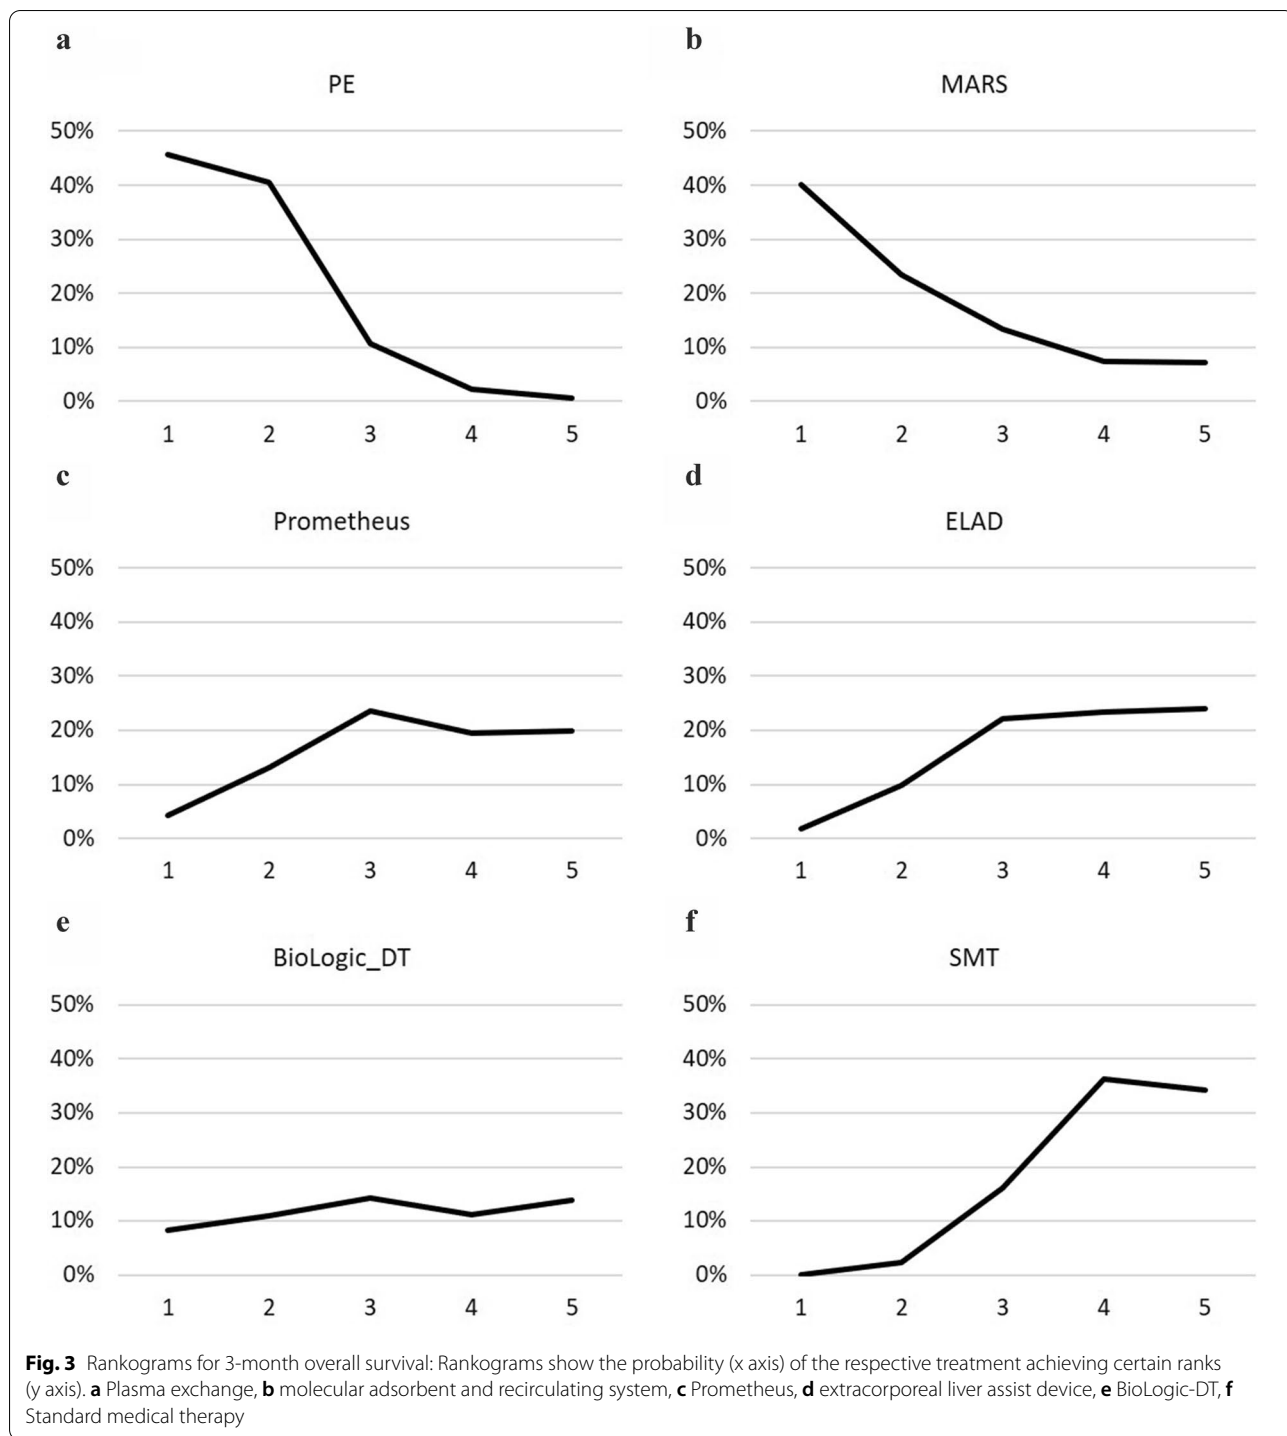 a
PE
50%
40%
30%
20%
10%
0%
1 2 3 4 5
b
MARS
50%
40%
30%
20%
10%
0%
1 2 3 4 5
c
Prometheus
50%
40%
30%
20%
10%
0%
1 2 3 4 5
d
ELAD
50%
40%
30%
20%
10%
0%
1 2 3 4 5
e
BioLogic_DT
50%
40%
30%
20%
10%
0%
1 2 3 4 5
f
SMT
50%
40%
30%
20%
10%
0%
1 2 3 4 5
Fig. 3 Rankograms for 3-month overall survival: Rankograms show the probability (x axis) of the respective treatment achieving certain ranks
(y axis). a Plasma exchange, b molecular adsorbent and recirculating system, c Prometheus, d extracorporeal liver assist device, e BioLogic-DT, f
Standard medical therapy